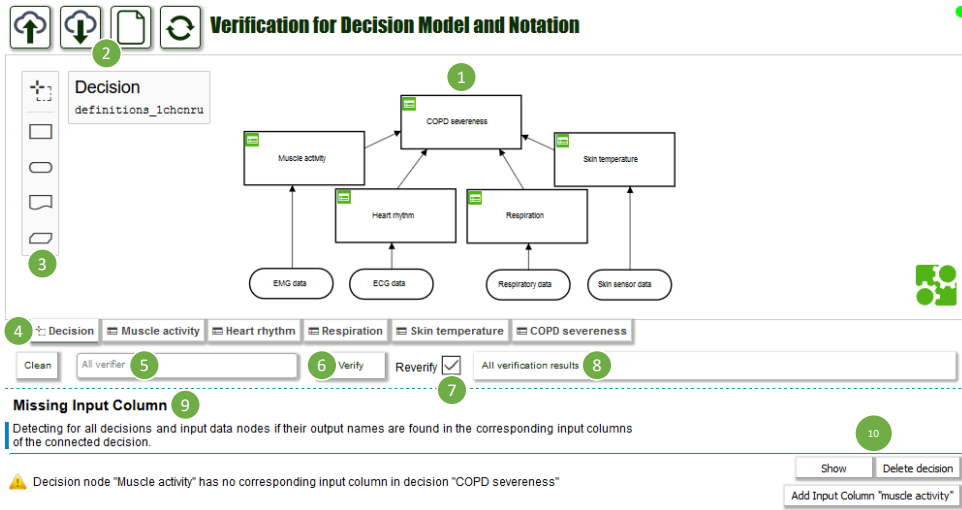 Verification for Decision Model and Notation
2
1
Decision
definitions_1chcnru
COPD severeness
Muscle activity
Skin temperature
Heart rhythm
Respiration
3
EMG data
ECG data
Respiratory data
Skin sensor data
4
Decision
Muscle activity
Heart rhythm
Respiration
Skin temperature
COPD severeness
Clean
All verifier
5
6
Verify
Reverify
All verification results
8
7
Missing Input Column
9
Detecting for all decisions and input data nodes if their output names are found in the corresponding input columns
of the connected decision.
10
Show
Delete decision
Decision node "Muscle activity" has no corresponding input column in decision "COPD severeness"
Add Input Column "muscle activity"